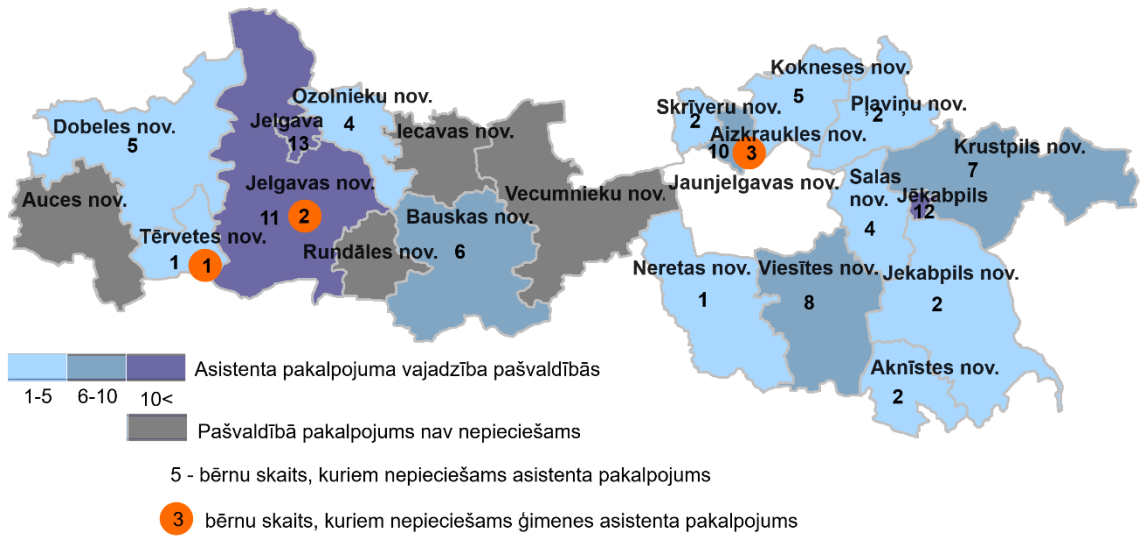 Kokneses nov.
5
Ozolnieku nov.
4
Skrīveru nov.
2
Pļaviņu nov.
2
Dobeles nov.
5
Jelgava
13
Iecavas nov.
Aizkraukles nov.
10
3
Krustpils nov.
7
Auces nov.
Jelgavas nov.
11
2
Vecumnieku nov.
Jaunjelgavas nov.
Salas
nov.
4
Jēkabpils
12
Bauskas nov.
6
Tērvetes nov.
1
1
Rundāles nov.
Neretas nov.
1
Viesītes nov.
8
Jekabpils nov.
2
Aknīstes nov.
2
Asistenta pakalpojuma vajadzība pašvaldībās
1-5 6-10 10<
Pašvaldībā pakalpojums nav nepieciešams
5 - bērnu skaits, kuriem nepieciešams asistenta pakalpojums
3 bērnu skaits, kuriem nepieciešams ģimenes asistenta pakalpojums